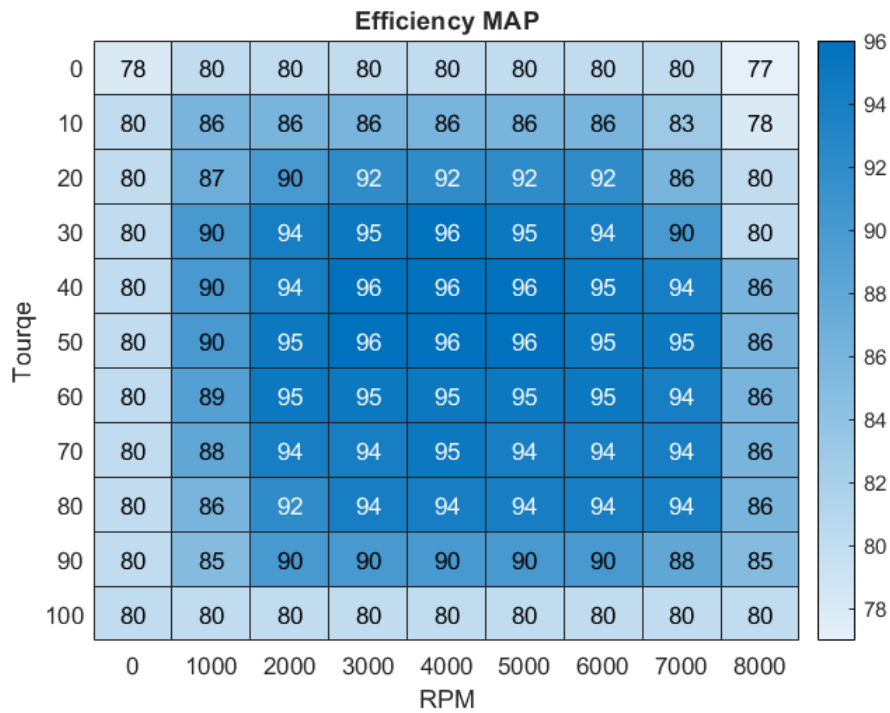 Efficiency MAP
0 78 80 80 80 80 80 80 80 77
10 80 86 86 86 86 86 86 83 78
20 80 87 90 92 92 92 92 86 80
30 80 90 94 95 96 95 94 90 80
40 80 90 94 96 96 96 95 94 86
50 80 90 95 96 96 96 95 95 86
60 80 89 95 95 95 95 95 94 86
70 80 88 94 94 95 94 94 94 86
80 80 86 92 94 94 94 94 94 86
90 80 85 90 90 90 90 90 88 85
100 80 80 80 80 80 80 80 80 80
0 1000 2000 3000 4000 5000 6000 7000 8000
RPM
Tourqe
96
94
92
90
88
86
84
82
80
78